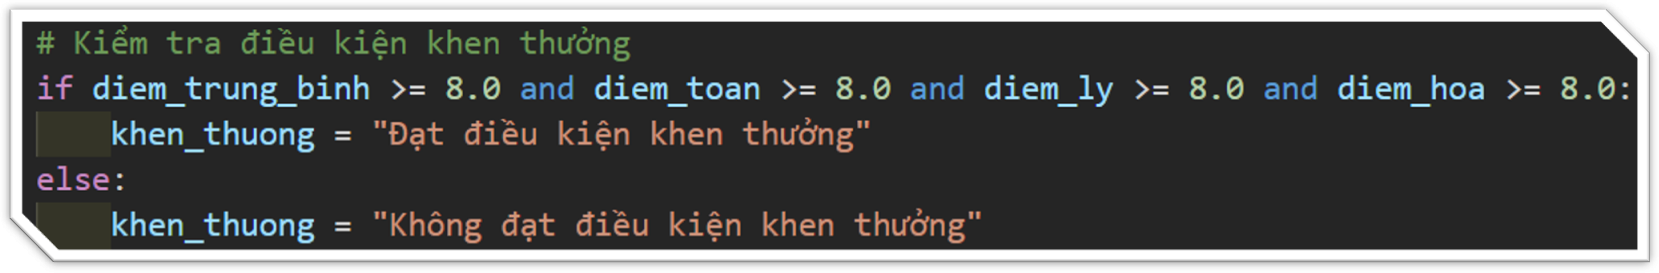 # Kiểm tra điều kiện khen thưởng
if diem_trung_binh >= 8.0 and diem_toan >= 8.0 and diem_ly >= 8.0 and diem_hoa >= 8.0:
    khen_thuong = "Đạt điều kiện khen thưởng"
else:
    khen_thuong = "Không đạt điều kiện khen thưởng"